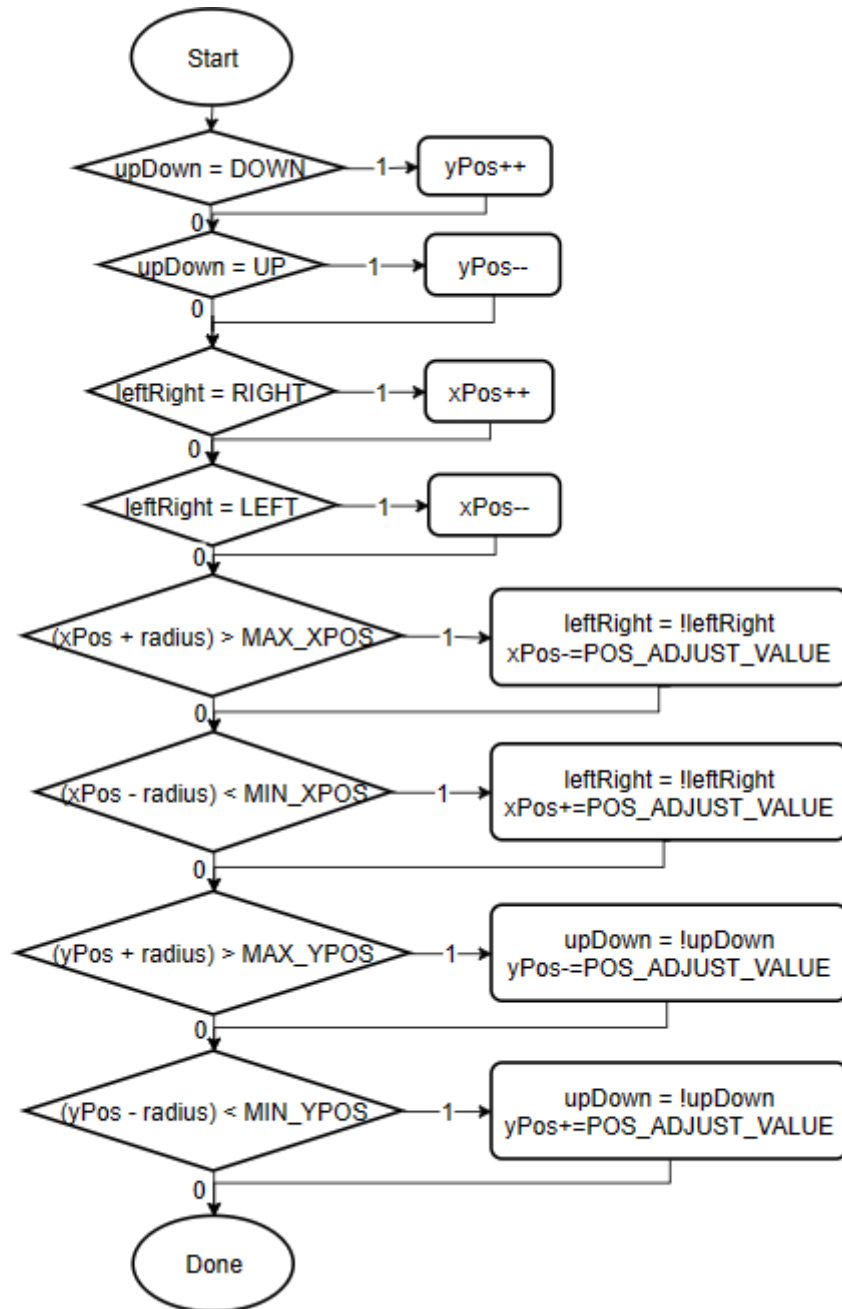 Start
upDown = DOWN
1
yPos++
0
upDown = UP
1
yPos--
0
leftRight = RIGHT
1
xPos++
0
leftRight = LEFT
1
xPos--
0
(xPos + radius) > MAX_XPOS
1
leftRight = !leftRight
xPos-=POS_ADJUST_VALUE
0
(xPos - radius) < MIN_XPOS
1
leftRight = !leftRight
xPos+=POS_ADJUST_VALUE
0
(yPos + radius) > MAX_YPOS
1
upDown = !upDown
yPos-=POS_ADJUST_VALUE
0
(yPos - radius) < MIN_YPOS
1
upDown = !upDown
yPos+=POS_ADJUST_VALUE
0
Done